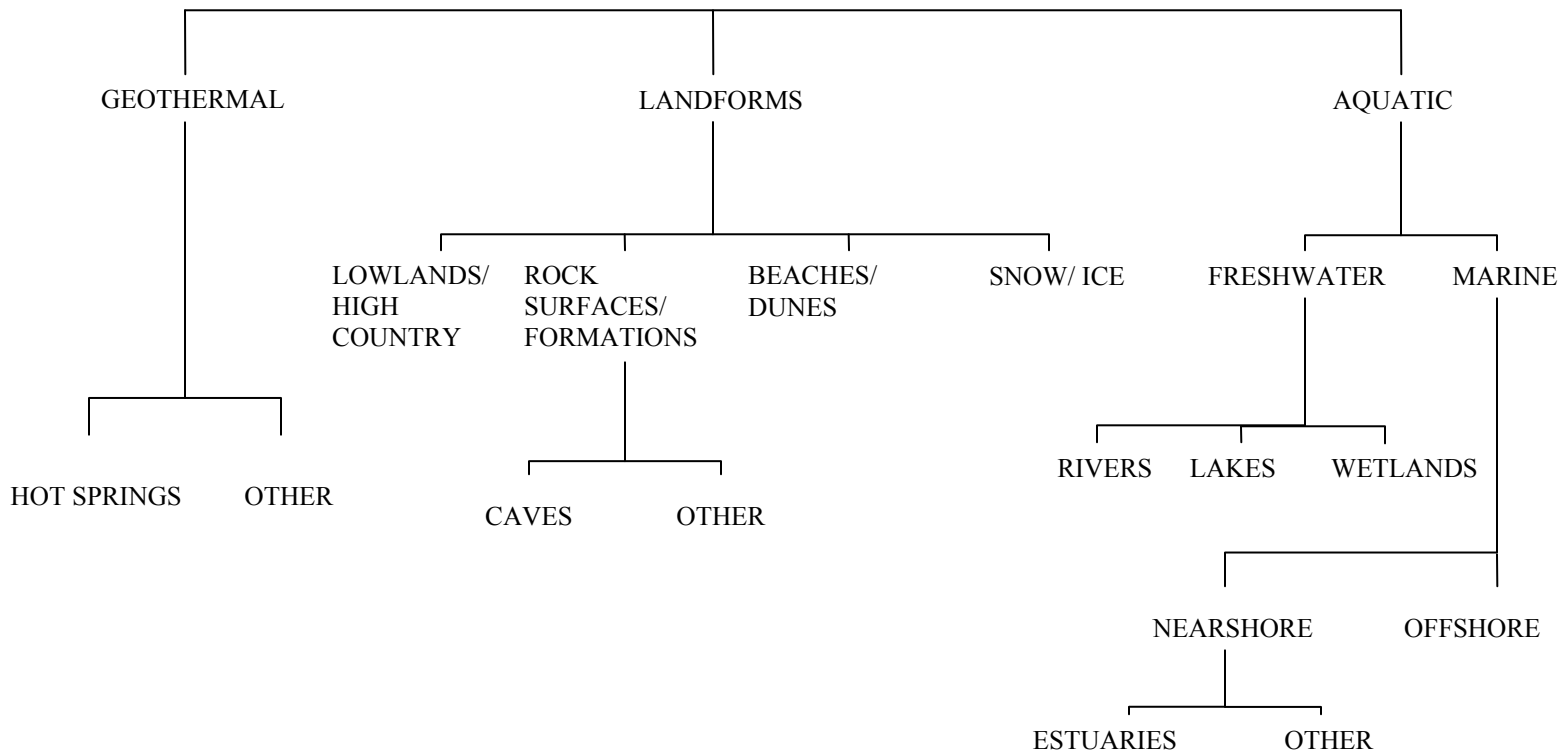 GEOTHERMAL
LANDFORMS
AQUATIC
LOWLANDS/
HIGH
COUNTRY
ROCK
SURFACES/
FORMATIONS
BEACHES/
DUNES
SNOW/ ICE
FRESHWATER
MARINE
HOT SPRINGS
OTHER
CAVES
OTHER
RIVERS
LAKES
WETLANDS
NEARSHORE
OFFSHORE
ESTUARIES
OTHER